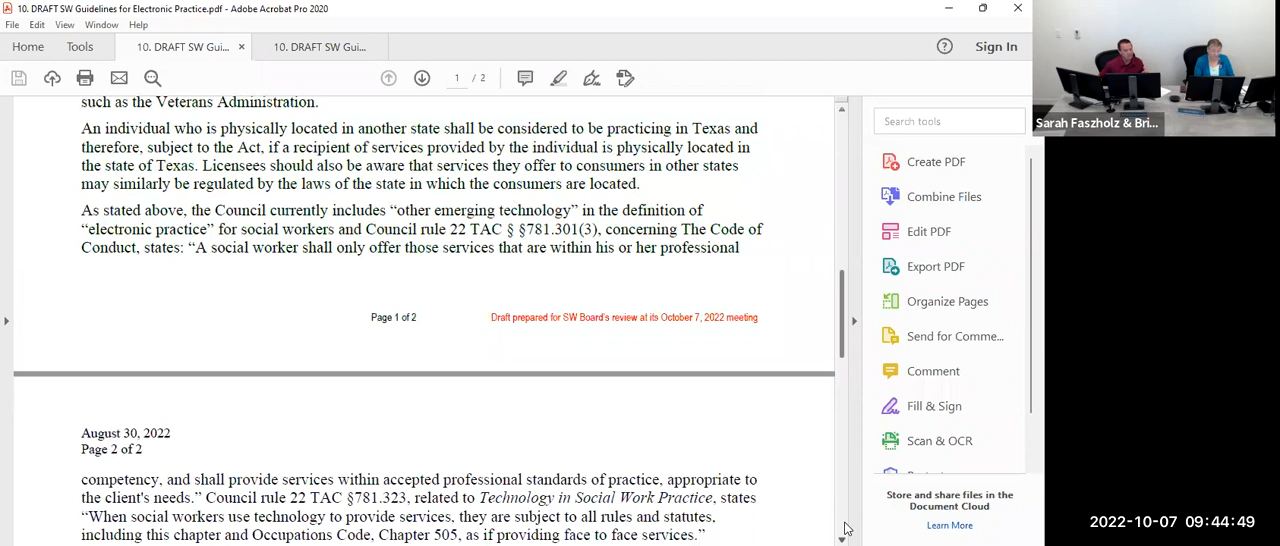 10. DRAFT SW Guidelines for Electronic Practice.pdf - Adobe Acrobat Pro 2020
File Edit View Window Help
Home Tools 10. DRAFT SW Gui... × 10. DRAFT SW Gui... Sign In
1 / 2
such as the Veterans Administration.
An individual who is physically located in another state shall be considered to be practicing in Texas and
therefore, subject to the Act, if a recipient of services provided by the individual is physically located in
the state of Texas. Licensees should also be aware that services they offer to consumers in other states
may similarly be regulated by the laws of the state in which the consumers are located.
As stated above, the Council currently includes “other emerging technology” in the definition of
“electronic practice” for social workers and Council rule 22 TAC § §781.301(3), concerning The Code of
Conduct, states: “A social worker shall only offer those services that are within his or her professional
Page 1 of 2 Draft prepared for SW Board's review at its October 7, 2022 meeting
August 30, 2022
Page 2 of 2
competency, and shall provide services within accepted professional standards of practice, appropriate to
the client's needs.” Council rule 22 TAC §781.323, related to Technology in Social Work Practice, states
“When social workers use technology to provide services, they are subject to all rules and statutes,
including this chapter and Occupations Code, Chapter 505, as if providing face to face services.”
Search tools
Create PDF
Combine Files
Edit PDF
Export PDF
Organize Pages
Send for Comme...
Comment
Fill & Sign
Scan & OCR
Store and share files in the
Document Cloud
Learn More
Sarah Faszholz & Bri...
2022-10-07 09:44:49